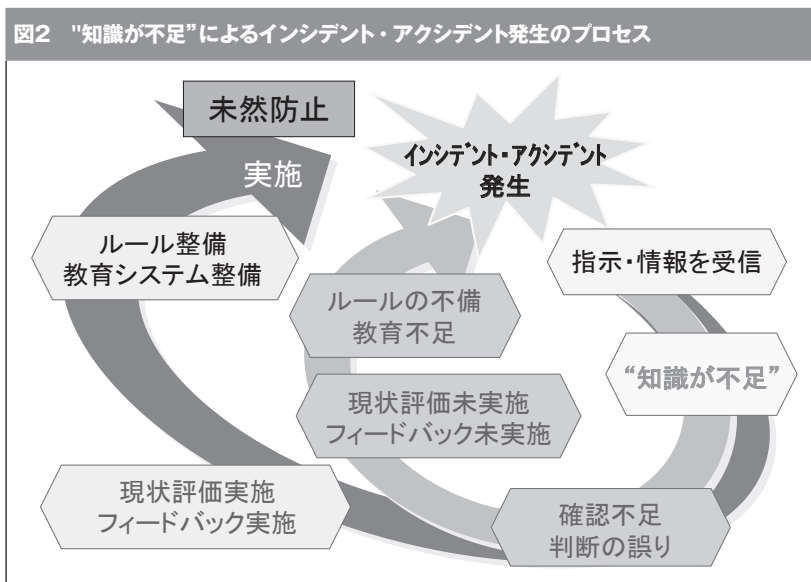 図2 "知識が不足"によるインシデント・アクシデント発生のプロセス
未然防止
実施
インシデント・アクシデント
発生
ルール整備
教育システム整備
指示・情報を受信
ルールの不備
教育不足
“知識が不足”
現状評価未実施
フィードバック未実施
現状評価実施
フィードバック実施
確認不足
判断の誤り